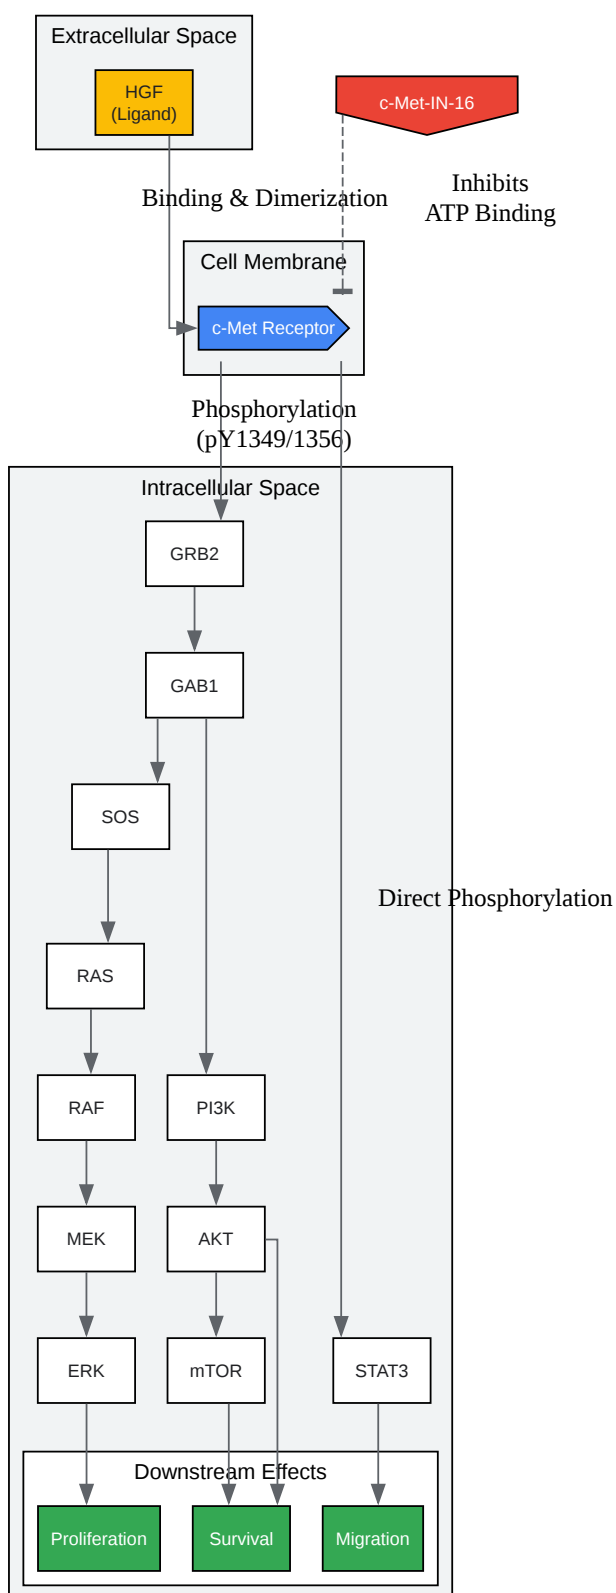 Extracellular Space
HGF
(Ligand)
c-Met-IN-16
Binding & Dimerization
Inhibits
ATP Binding
Cell Membrane
c-Met Receptor
Phosphorylation
(pY1349/1356)
Intracellular Space
GRB2
GAB1
SOS
Direct Phosphorylation
RAS
RAF
PI3K
MEK
AKT
ERK
mTOR
STAT3
Downstream Effects
Proliferation
Survival
Migration